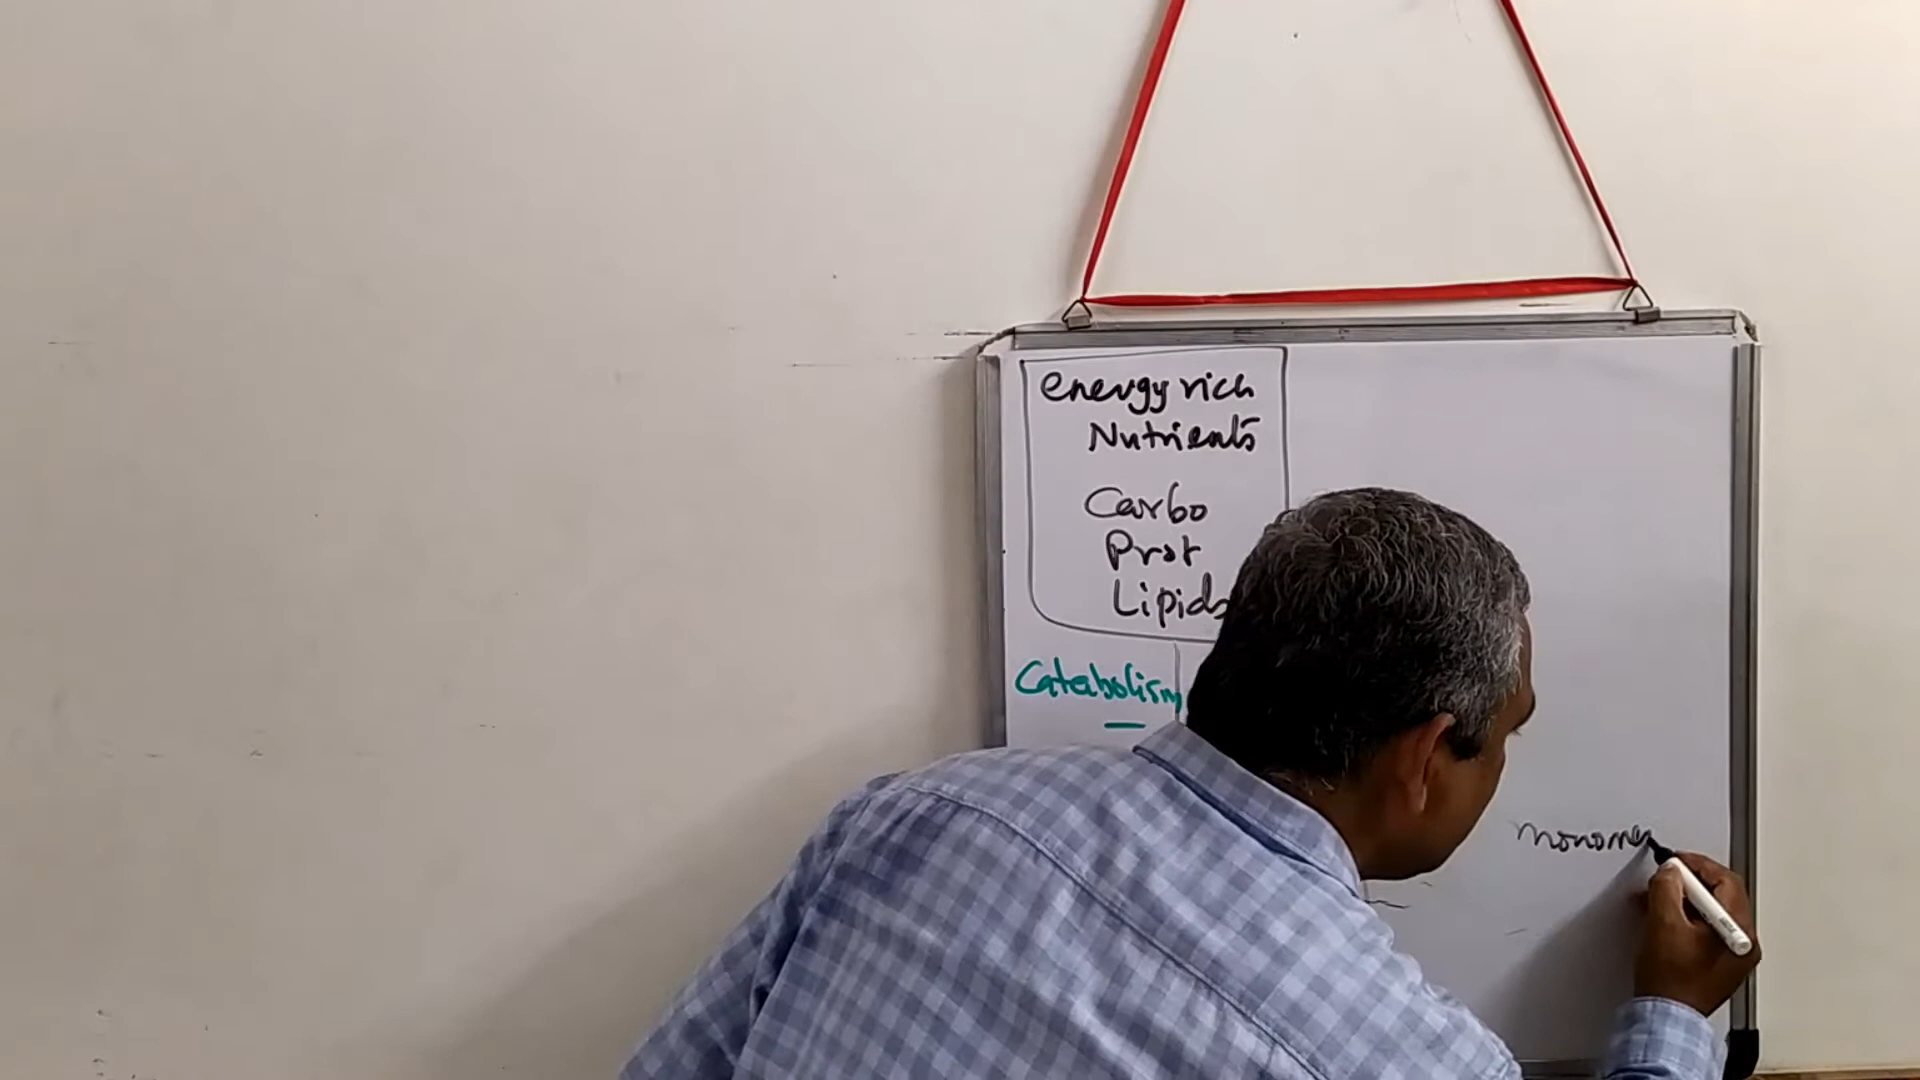 energy rich
Nutrients
Carbo
Prot
Lipids
Catabolism
monomer